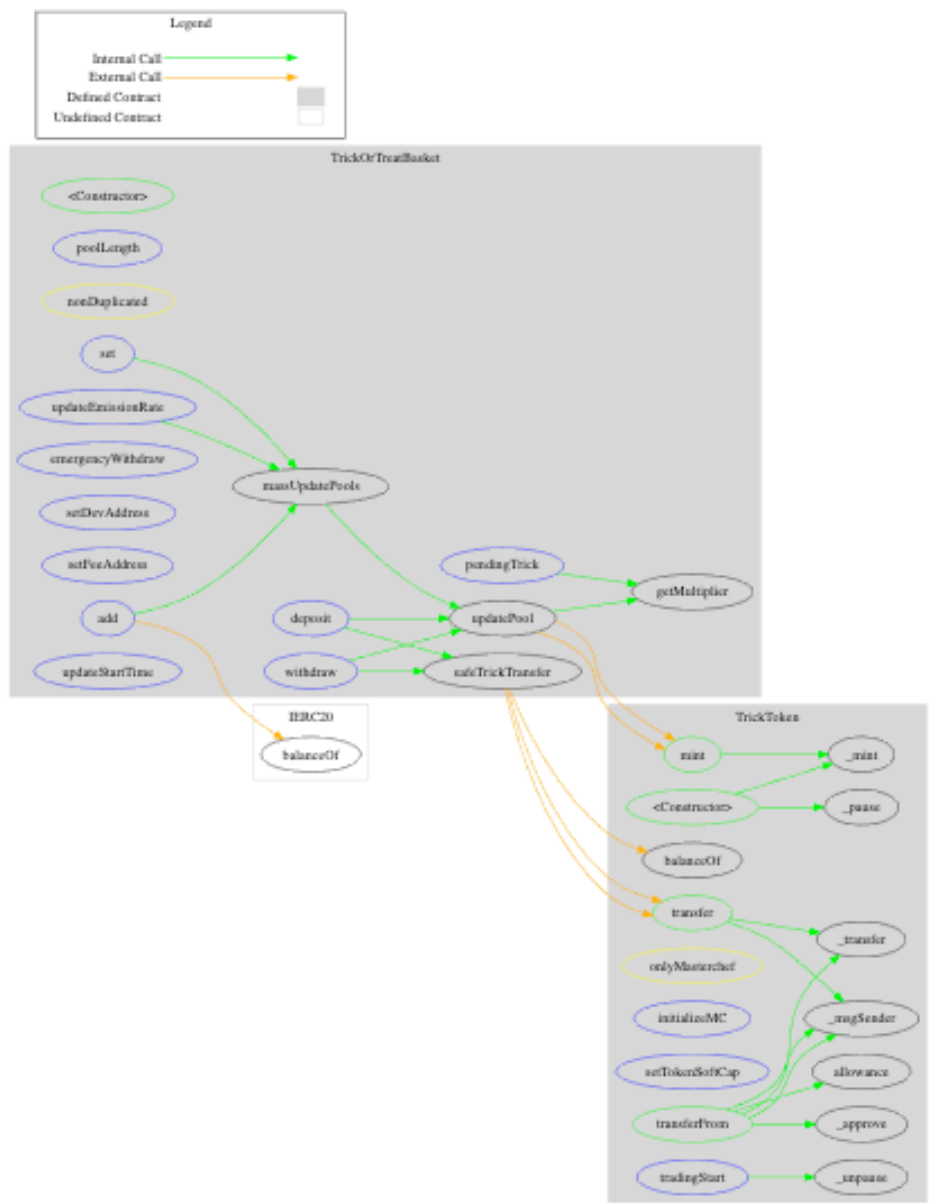 Legend
Internal Call
External Call
Defined Contract
Undefined Contract
TrickOrTreatBasket
<Constructor>
poolLength
nonDuplicated
set
updateEmissionRate
emergencyWithdraw
massUpdatePools
setDevAddress
setFeeAddress
pendingTrick
getMultiplier
add
deposit
updatePool
updateStartTime
withdraw
safeTrickTransfer
IERC20
balanceOf
TrickToken
mint
_mint
<Constructor>
_pause
balanceOf
transfer
_transfer
onlyMasterchef
initializeMC
_msgSender
setTokenSoftCap
allowance
transferFrom
_approve
tradingStart
_unpause